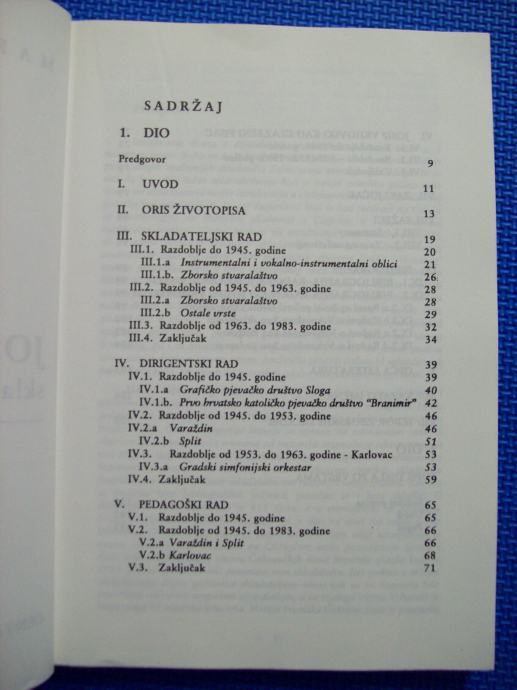 SADRŽAJ
1. DIO
Predgovor 9
I. UVOD 11
II. ORIS ŽIVOTOPISA 13
III. SKLADATELJSKI RAD 19
III.1. Razdoblje do 1945. godine 20
III.1.a Instrumentalni i vokalno-instrumentalni oblici 21
III.1.b. Zborsko stvaralaštvo 26
III.2. Razdoblje od 1945. do 1963. godine 28
III.2.a Zborsko stvaralaštvo 28
III.2.b Ostale vrste 29
III.3. Razdoblje od 1963. do 1983. godine 32
III.4. Zaključak 34
IV. DIRIGENTSKI RAD 39
IV.1. Razdoblje do 1945. godine 39
IV.1.a Grafičko pjevačko društvo Sloga 40
IV.1.b. Prvo hrvatsko katoličko pjevačko društvo "Branimir" 42
IV.2. Razdoblje od 1945. do 1953. godine 46
IV.2.a Varaždin 46
IV.2.b Split 51
IV.3. Razdoblje od 1953. do 1963. godine - Karlovac 53
IV.3.a Gradski simfonijski orkestar 53
IV.4. Zaključak 59
V. PEDAGOŠKI RAD 65
V.1. Razdoblje do 1945. godine 65
V.2. Razdoblje od 1945. do 1983. godine 66
V.2.a Varaždin i Split 66
V.2.b Karlovac 68
V.3. Zaključak 71